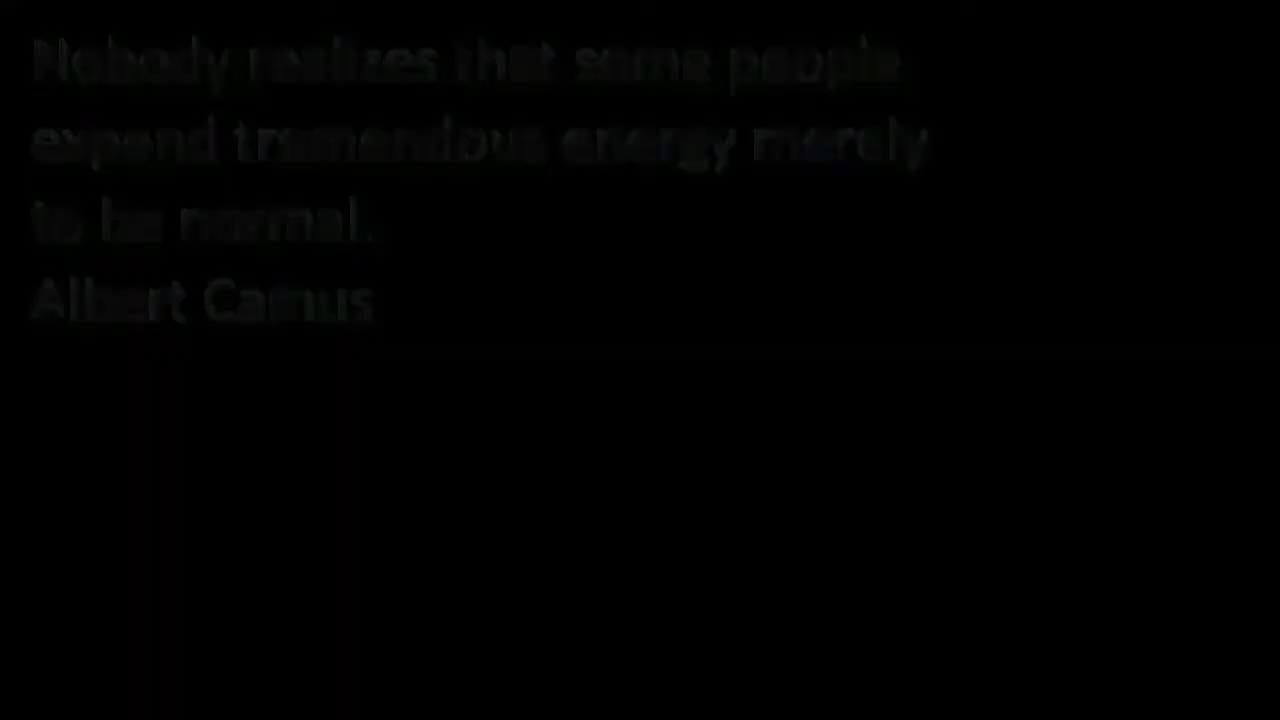 Nobody realizes that some people
expend tremendous energy merely
to be normal.
Albert Camus